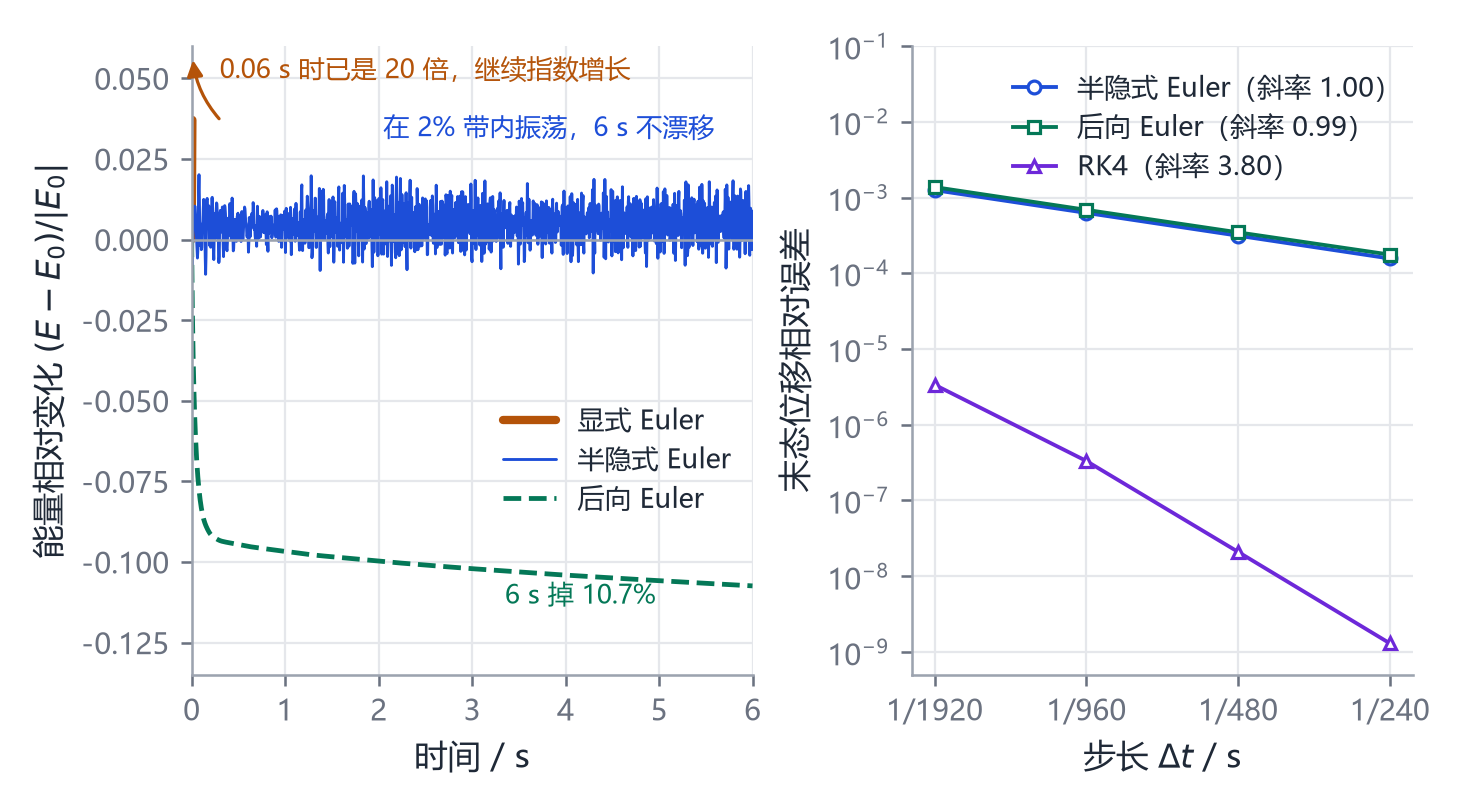 能量相对变化 (E − E₀)/|E₀|
0.050
0.025
0.000
-0.025
-0.050
-0.075
-0.100
-0.125
0.06 s 时已是 20 倍，继续指数增长
在 2% 带内振荡，6 s 不漂移
显式 Euler
半隐式 Euler
后向 Euler
6 s 掉 10.7%
0 1 2 3 4 5 6
时间 / s
末态位移相对误差
10⁻¹
10⁻²
10⁻³
10⁻⁴
10⁻⁵
10⁻⁶
10⁻⁷
10⁻⁸
10⁻⁹
半隐式 Euler（斜率 1.00）
后向 Euler（斜率 0.99）
RK4（斜率 3.80）
1/1920 1/960 1/480 1/240
步长 Δt / s